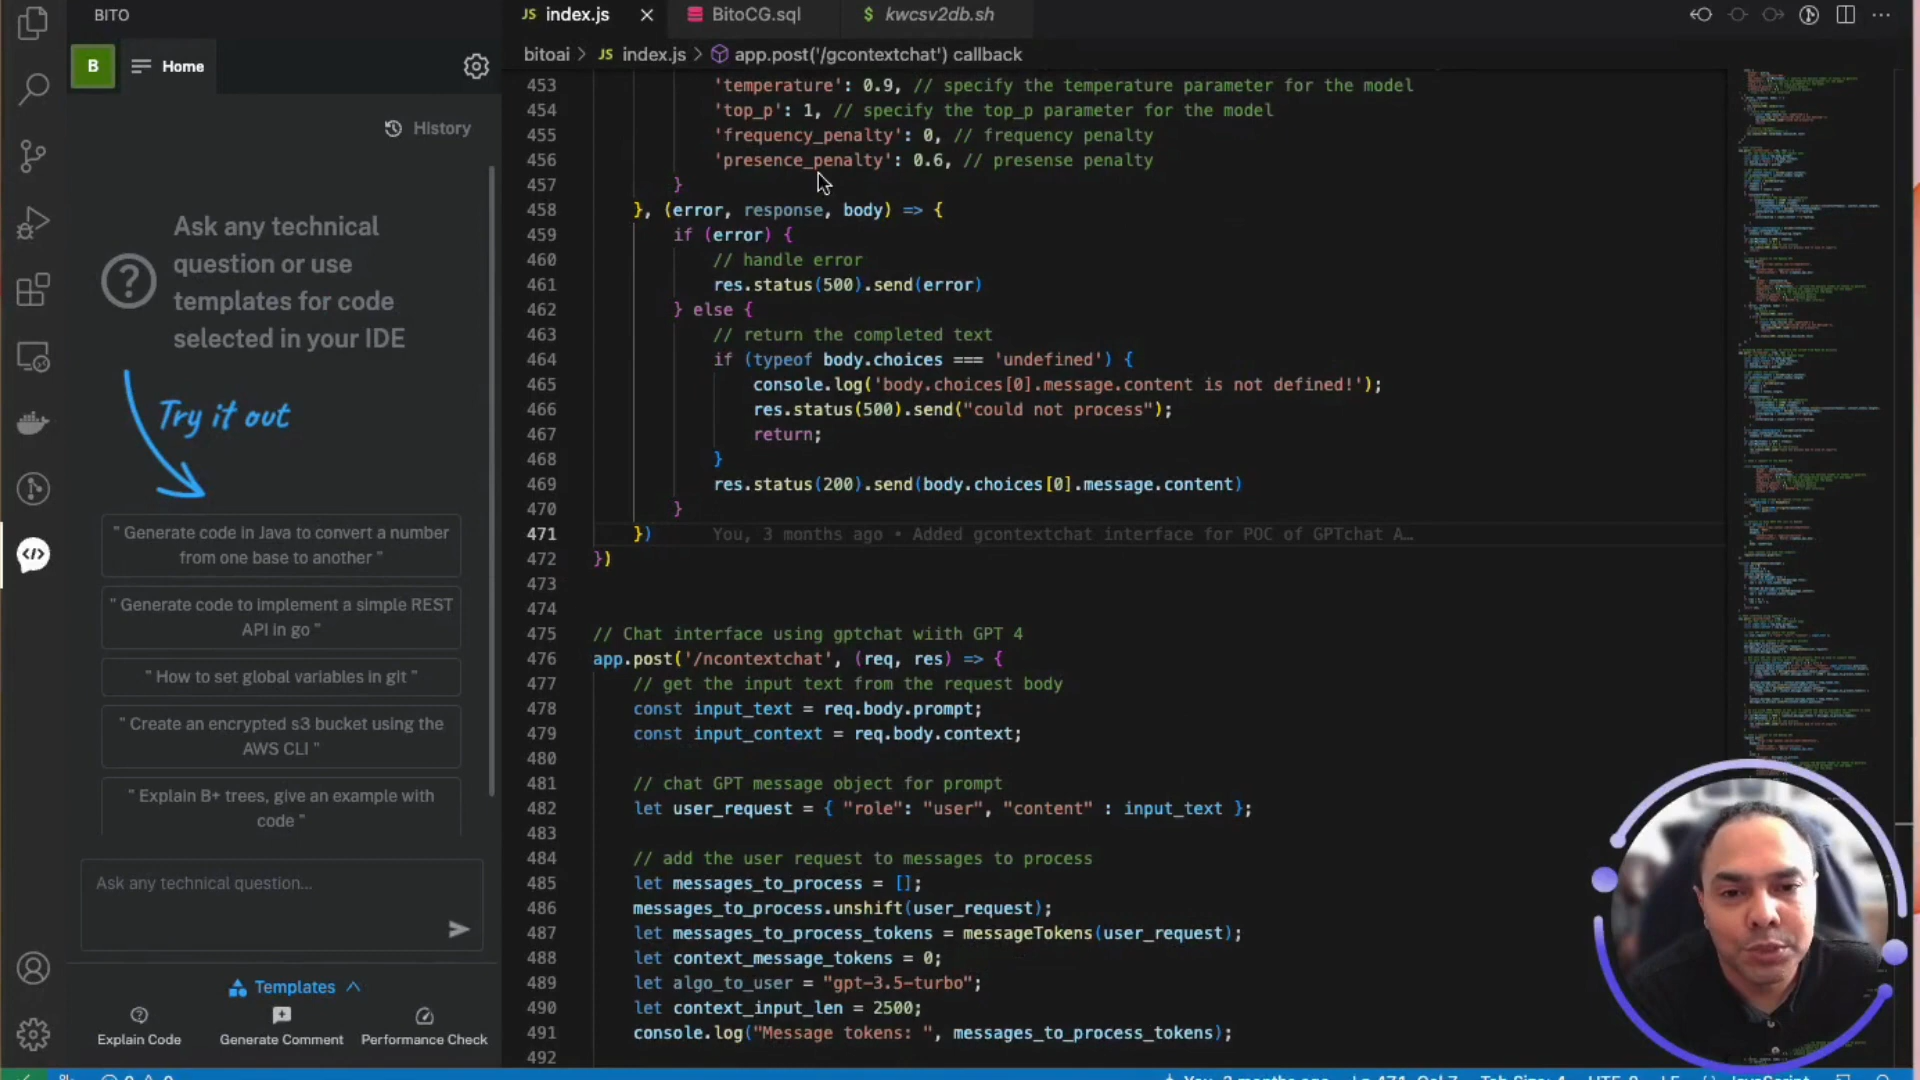 BITO
B Home
History
Ask any technical
question or use
templates for code
selected in your IDE
Try it out
" Generate code in Java to convert a number
from one base to another "
" Generate code to implement a simple REST
API in go "
" How to set global variables in git "
" Create an encrypted s3 bucket using the
AWS CLI "
" Explain B+ trees, give an example with
code "
Ask any technical question...
Templates
Explain Code Generate Comment Performance Check
JS index.js BitoCG.sql $ kwcsv2db.sh
bitoai > JS index.js > app.post('/gcontextchat') callback
453 'temperature': 0.9, // specify the temperature parameter for the model
454 'top_p': 1, // specify the top_p parameter for the model
455 'frequency_penalty': 0, // frequency penalty
456 'presence_penalty': 0.6, // presense penalty
457 }
458 }, (error, response, body) => {
459 if (error) {
460 // handle error
461 res.status(500).send(error)
462 } else {
463 // return the completed text
464 if (typeof body.choices === 'undefined') {
465 console.log('body.choices[0].message.content is not defined!');
466 res.status(500).send("could not process");
467 return;
468 }
469 res.status(200).send(body.choices[0].message.content)
470 }
471 }) You, 3 months ago • Added gcontextchat interface for POC of GPTchat A…
472 })
473
474
475 // Chat interface using gptchat wiith GPT 4
476 app.post('/ncontextchat', (req, res) => {
477 // get the input text from the request body
478 const input_text = req.body.prompt;
479 const input_context = req.body.context;
480
481 // chat GPT message object for prompt
482 let user_request = { "role": "user", "content" : input_text };
483
484 // add the user request to messages to process
485 let messages_to_process = [];
486 messages_to_process.unshift(user_request);
487 let messages_to_process_tokens = messageTokens(user_request);
488 let context_message_tokens = 0;
489 let algo_to_user = "gpt-3.5-turbo";
490 let context_input_len = 2500;
491 console.log("Message tokens: ", messages_to_process_tokens);
492